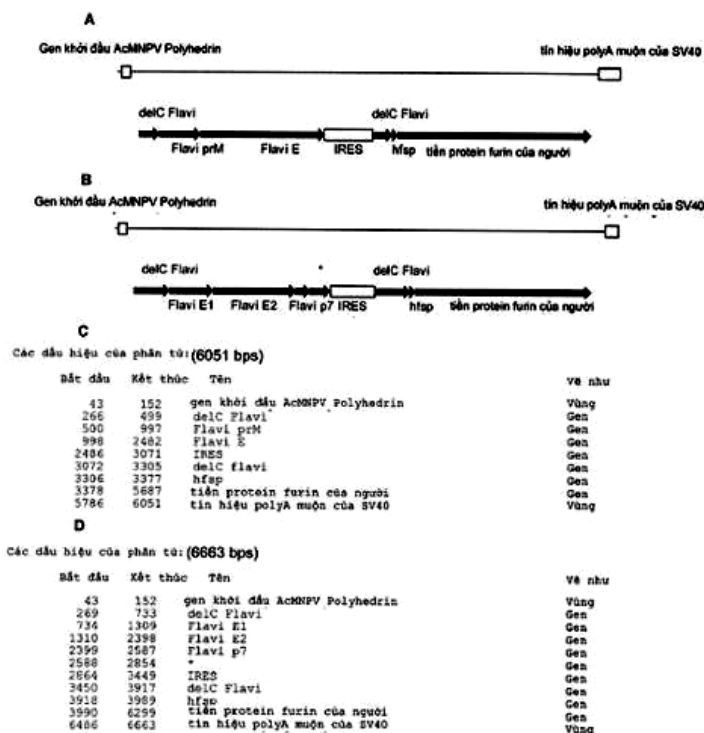 A
Gen khởi đầu AcMNPV Polyhedrin tín hiệu polyA muộn của SV40
delC Flavi delC Flavi
Flavi prM Flavi E IRES hfsp tiền protein furin của người
B
Gen khởi đầu AcMNPV Polyhedrin tín hiệu polyA muộn của SV40
delC Flavi * delC Flavi
Flavi E1 Flavi E2 Flavi p7 IRES hfsp tiền protein furin của người
C
Các dấu hiệu của phân tử: (6051 bps)
Bắt đầu Kết thúc Tên Vẽ như
43 152 gen khởi đầu AcMNPV Polyhedrin Vùng
266 499 delC Flavi Gen
500 997 Flavi prM Gen
998 2482 Flavi E Gen
2486 3071 IRES Gen
3072 3305 delC flavi Gen
3306 3377 hfsp Gen
3378 5687 tiền protein furin của người Gen
5786 6051 tín hiệu polyA muộn của SV40 Vùng
D
Các dấu hiệu của phân tử: (6663 bps)
Bắt đầu Kết thúc Tên Vẽ như
43 152 gen khởi đầu AcMNPV Polyhedrin Vùng
269 733 delC Flavi Gen
734 1309 Flavi E1 Gen
1310 2398 Flavi E2 Gen
2399 2587 Flavi p7 Gen
2588 2854 * Gen
2864 3449 IRES Gen
3450 3917 delC Flavi Gen
3918 3989 hfsp Gen
3990 6299 tiền protein furin của người Gen
6486 6663 tín hiệu polyA muộn của SV40 Vùng